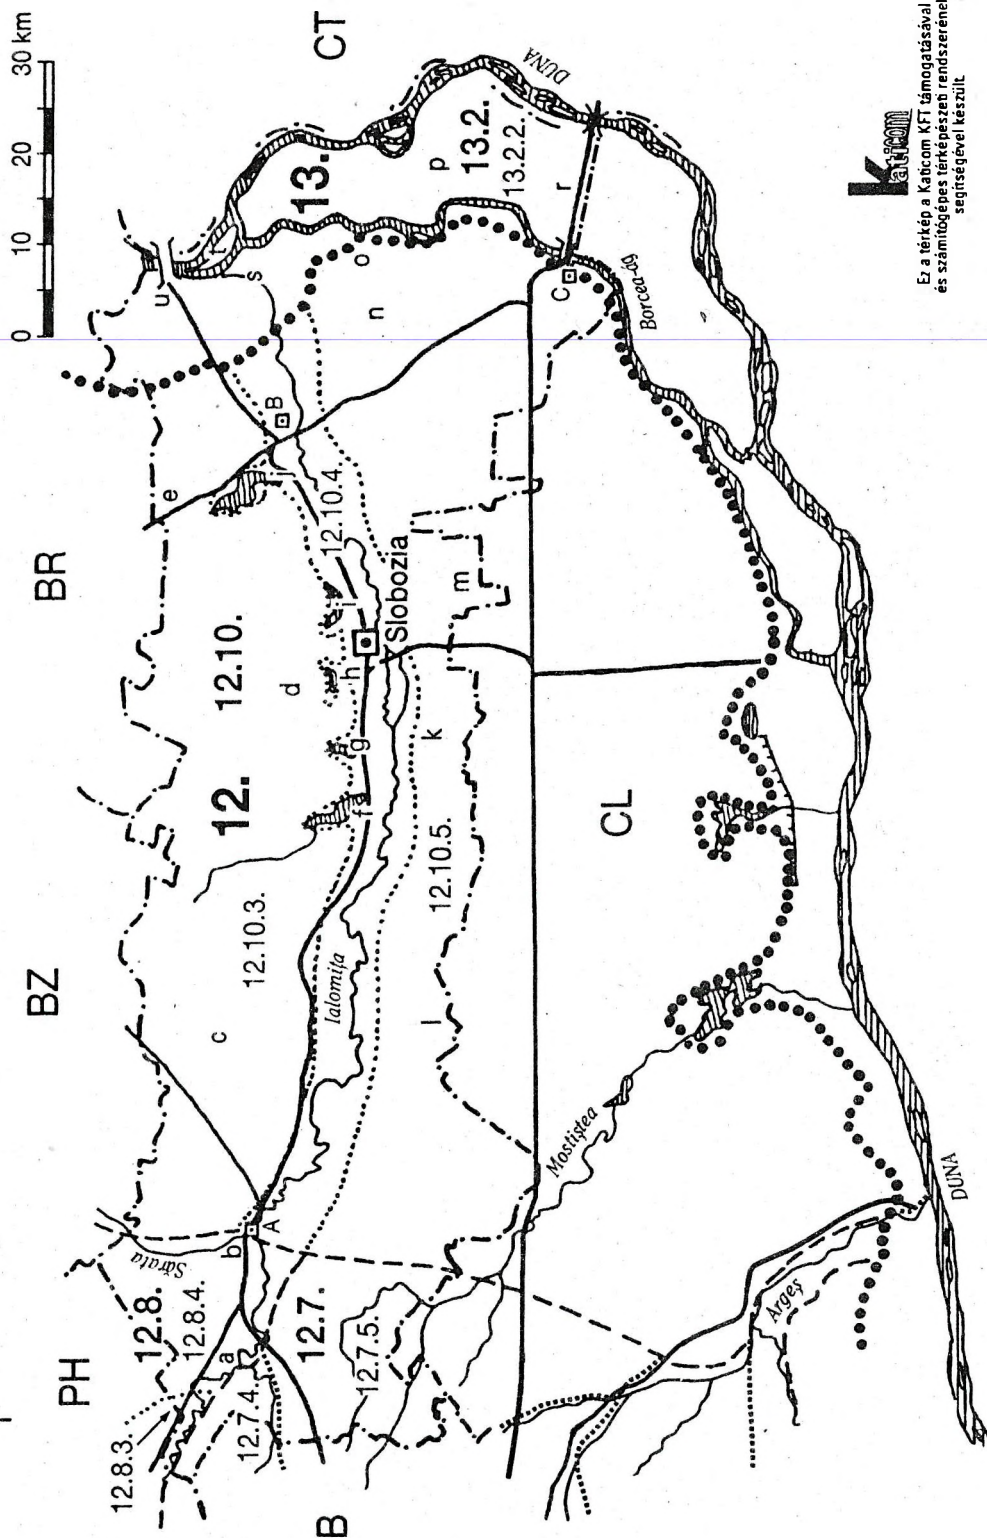 0 10 20 30 km
PH
BZ
BR
CT
B
12.8.3.
12.8.
12.8.4.
Sărata
a
b
A
12.7.4.
12.7.
12.7.5.
c
12.10.3.
12.
12.10.
d
e
f
g
h
i
j
B
Ialomița
Slobozia
12.10.4.
12.10.5.
k
l
m
n
o
s
t
u
13.
p
13.2.
13.2.2.
DUNA
r
C
Borcea-ág
CL
Mostiștea
Argeș
DUNA
Katicom
Ez a térkép a Katicom KFT támogatásával
és számítógépes térképészeti rendszerének
segítségével készült.